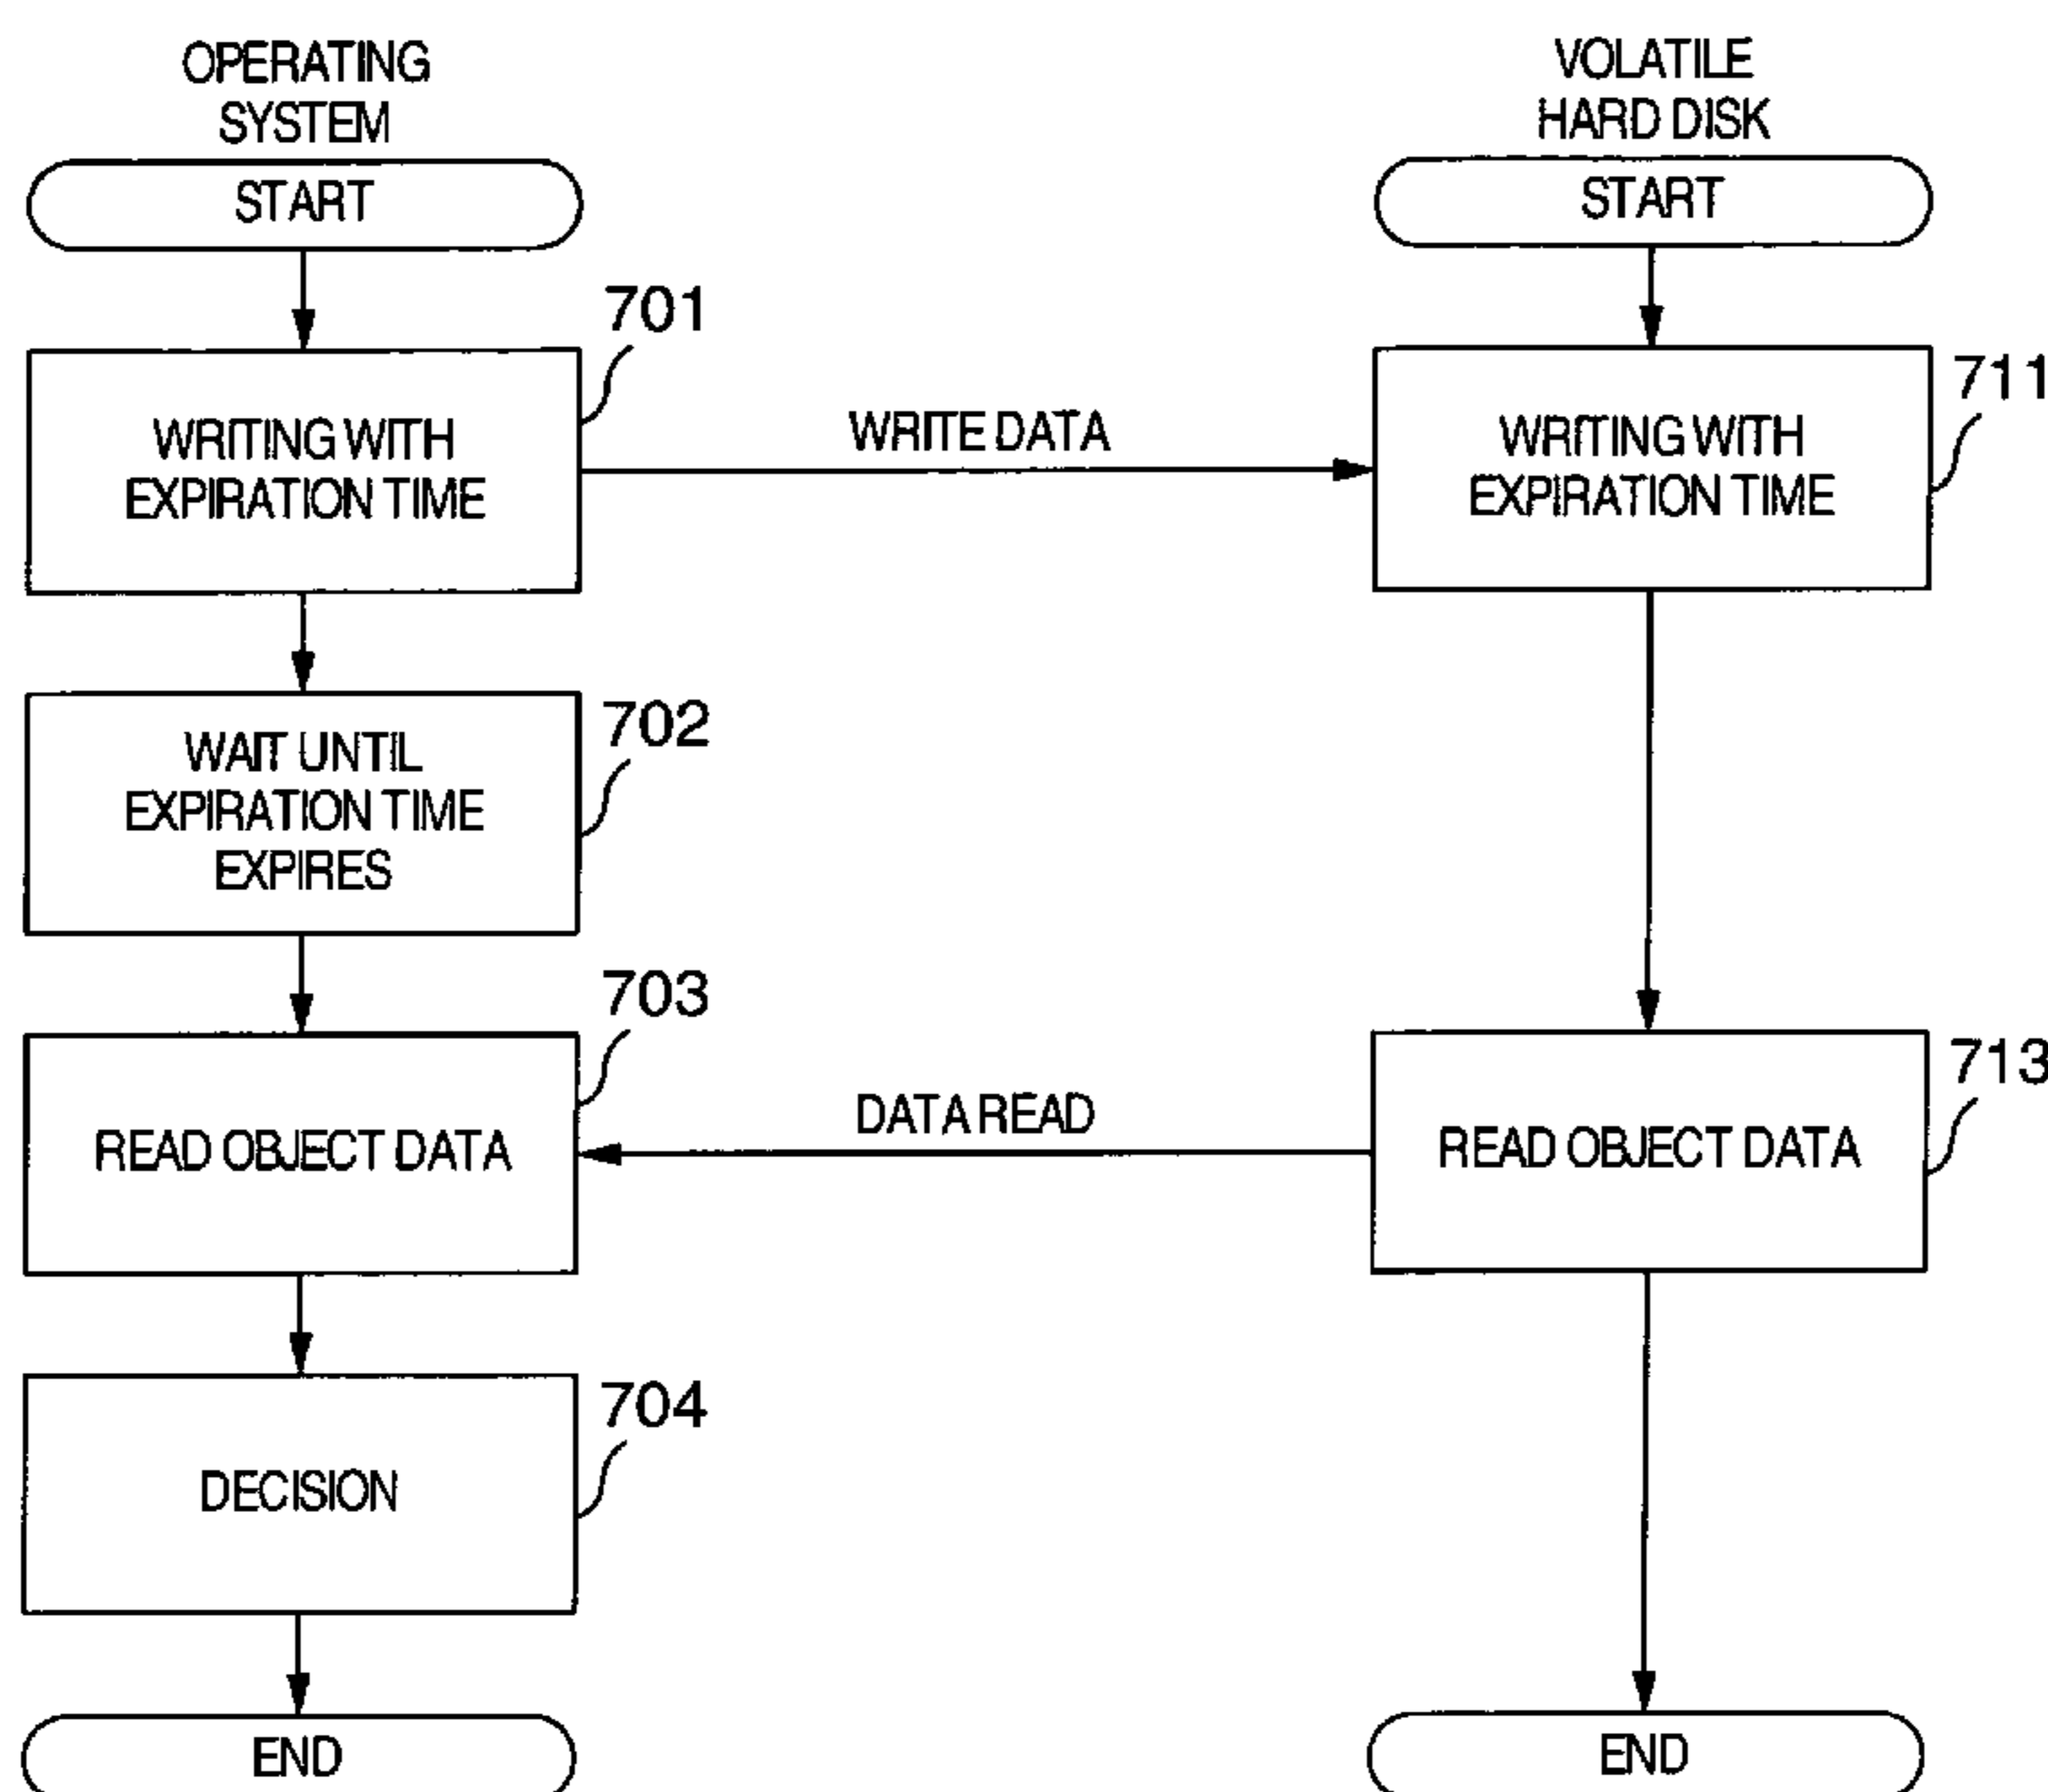 OPERATING
SYSTEM
VOLATILE
HARD DISK
START
START
701
711
WRITING WITH
EXPIRATION TIME
WRITE DATA
WRITING WITH
EXPIRATION TIME
702
WAIT UNTIL
EXPIRATION TIME
EXPIRES
703
713
READ OBJECT DATA
DATA READ
READ OBJECT DATA
704
DECISION
END
END